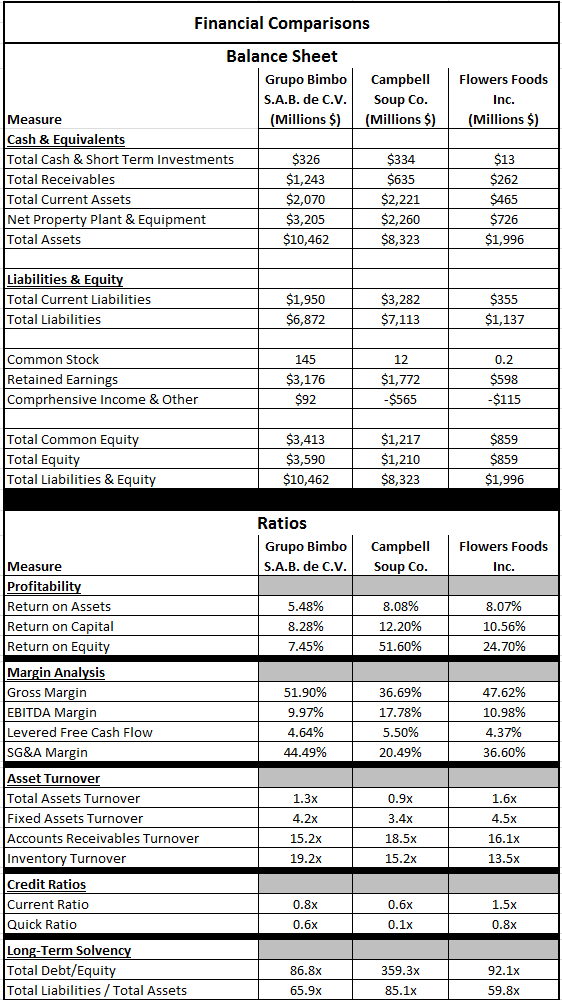 Financial Comparisons
Balance Sheet
Grupo Bimbo Campbell Flowers Foods
S.A.B. de C.V. Soup Co. Inc.
Measure (Millions $) (Millions $) (Millions $)
Cash & Equivalents
Total Cash & Short Term Investments $326 $334 $13
Total Receivables $1,243 $635 $262
Total Current Assets $2,070 $2,221 $465
Net Property Plant & Equipment $3,205 $2,260 $726
Total Assets $10,462 $8,323 $1,996
Liabilities & Equity
Total Current Liabilities $1,950 $3,282 $355
Total Liabilities $6,872 $7,113 $1,137
Common Stock 145 12 0.2
Retained Earnings $3,176 $1,772 $598
Comprhensive Income & Other $92 -$565 -$115
Total Common Equity $3,413 $1,217 $859
Total Equity $3,590 $1,210 $859
Total Liabilities & Equity $10,462 $8,323 $1,996
Ratios
Grupo Bimbo Campbell Flowers Foods
Measure S.A.B. de C.V. Soup Co. Inc.
Profitability
Return on Assets 5.48% 8.08% 8.07%
Return on Capital 8.28% 12.20% 10.56%
Return on Equity 7.45% 51.60% 24.70%
Margin Analysis
Gross Margin 51.90% 36.69% 47.62%
EBITDA Margin 9.97% 17.78% 10.98%
Levered Free Cash Flow 4.64% 5.50% 4.37%
SG&A Margin 44.49% 20.49% 36.60%
Asset Turnover
Total Assets Turnover 1.3x 0.9x 1.6x
Fixed Assets Turnover 4.2x 3.4x 4.5x
Accounts Receivables Turnover 15.2x 18.5x 16.1x
Inventory Turnover 19.2x 15.2x 13.5x
Credit Ratios
Current Ratio 0.8x 0.6x 1.5x
Quick Ratio 0.6x 0.1x 0.8x
Long-Term Solvency
Total Debt/Equity 86.8x 359.3x 92.1x
Total Liabilities / Total Assets 65.9x 85.1x 59.8x